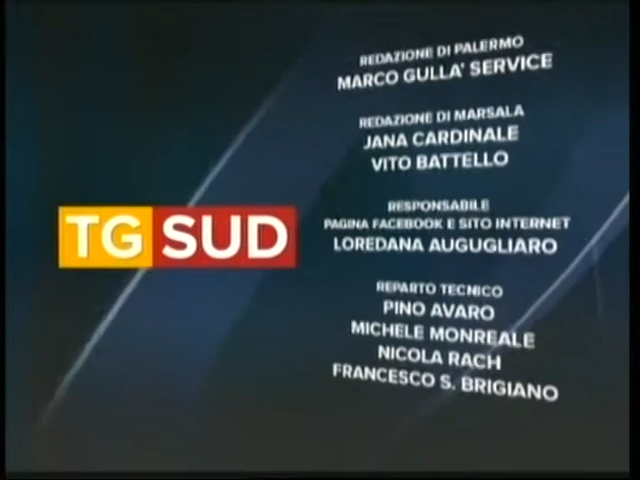 TG SUD
REDAZIONE DI PALERMO
MARCO GULLA' SERVICE
REDAZIONE DI MARSALA
JANA CARDINALE
VITO BATTELLO
RESPONSABILE
PAGINA FACEBOOK E SITO INTERNET
LOREDANA AUGUGLIARO
REPARTO TECNICO
PINO AVARO
MICHELE MONREALE
NICOLA RACH
FRANCESCO S. BRIGIANO